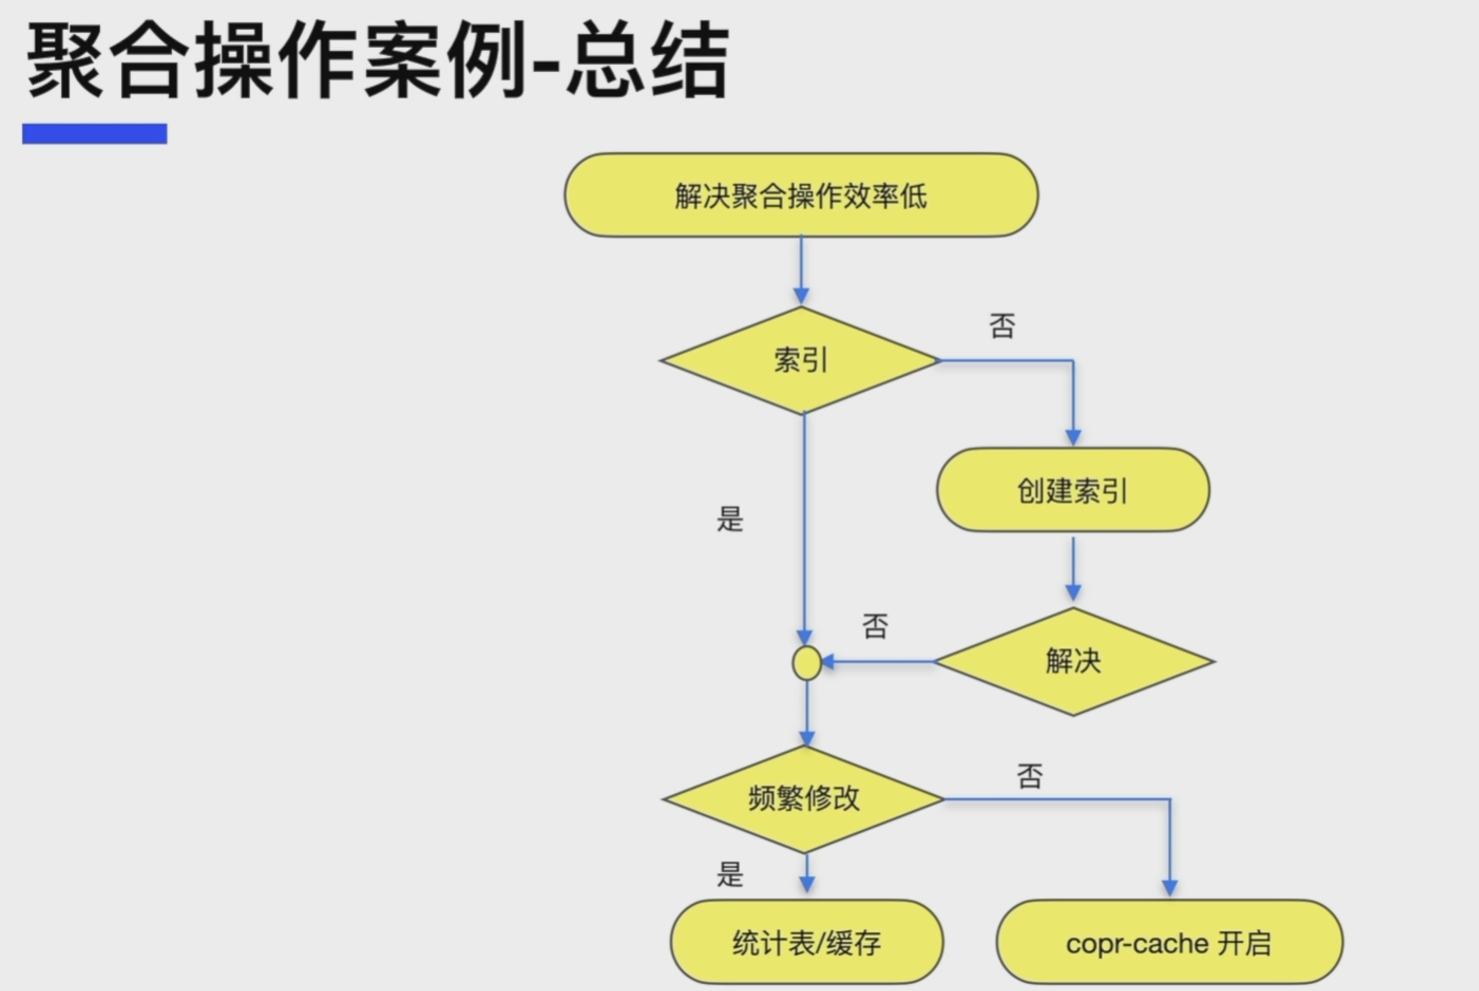 聚合操作案例-总结
解决聚合操作效率低
否
索引
创建索引
是
否
解决
否
频繁修改
是
统计表/缓存
copr-cache 开启